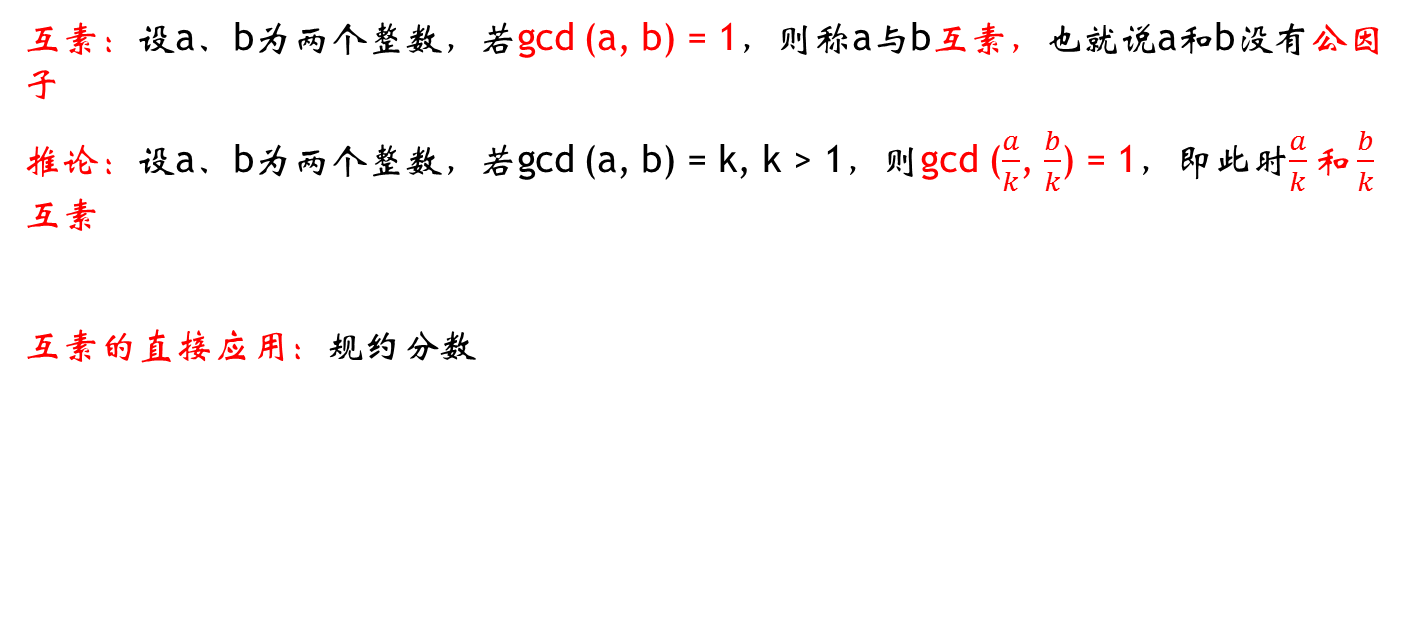 互素：设a、b为两个整数，若gcd (a, b) = 1，则称a与b互素，也就说a和b没有公因
子
推论：设a、b为两个整数，若gcd (a, b) = k, k > 1，则gcd (a/k, b/k) = 1，即此时a/k和b/k
互素
互素的直接应用：规约分数